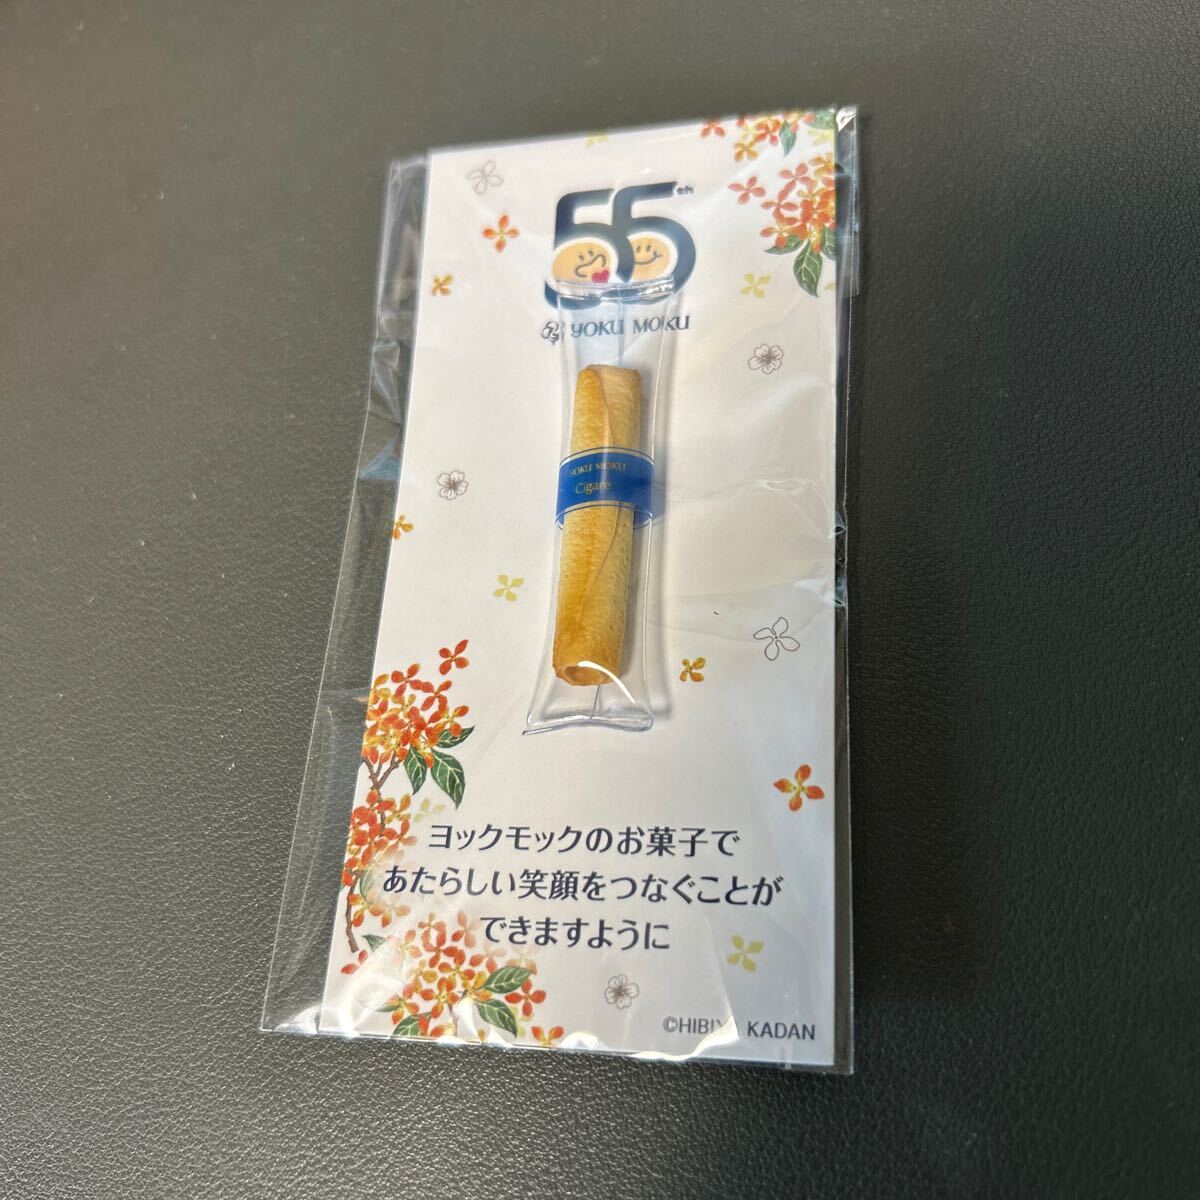 55th
YOKU MOKU
YOKU MOKU
Cigare
ヨックモックのお菓子で
あたらしい笑顔をつなぐことが
できますように
©HIBIYA KADAN